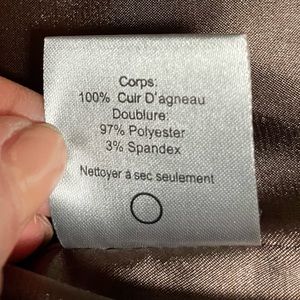 Corps:
100% Cuir D'agneau
Doublure:
97% Polyester
3% Spandex
Nettoyer à sec seulement